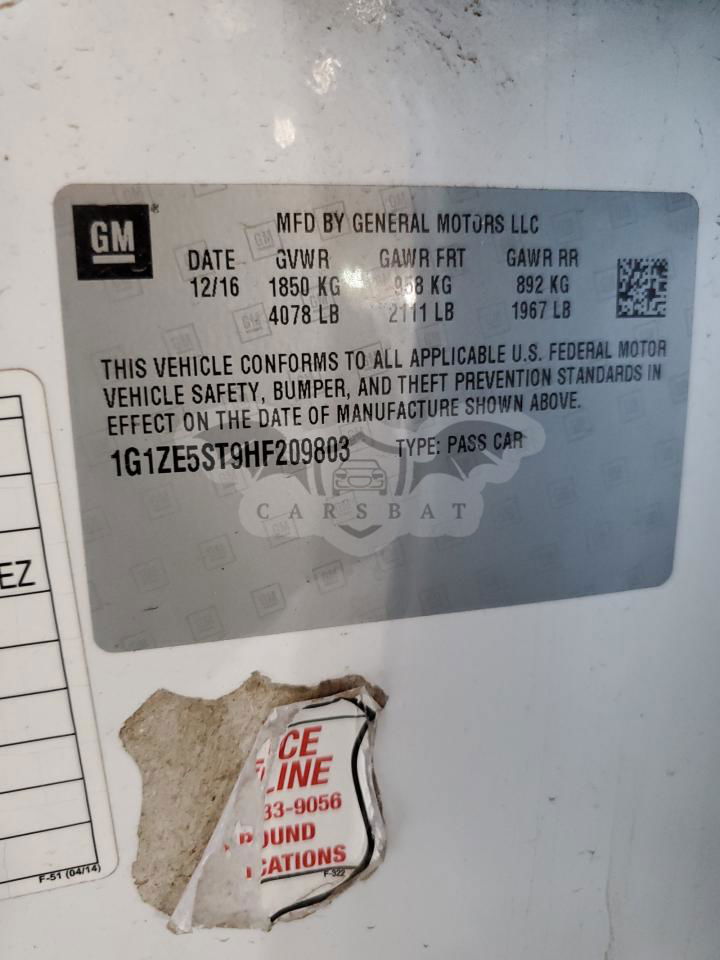 GM
MFD BY GENERAL MOTORS LLC
DATE GVWR GAWR FRT GAWR RR
12/16 1850 KG 958 KG 892 KG
4078 LB 2111 LB 1967 LB
THIS VEHICLE CONFORMS TO ALL APPLICABLE U.S. FEDERAL MOTOR
VEHICLE SAFETY, BUMPER, AND THEFT PREVENTION STANDARDS IN
EFFECT ON THE DATE OF MANUFACTURE SHOWN ABOVE.
1G1ZE5ST9HF209803 TYPE: PASS CAR
CARSBAT
EZ
F-51 (04/14)
CE
LINE
33-9056
OUND
CATIONS
F-322